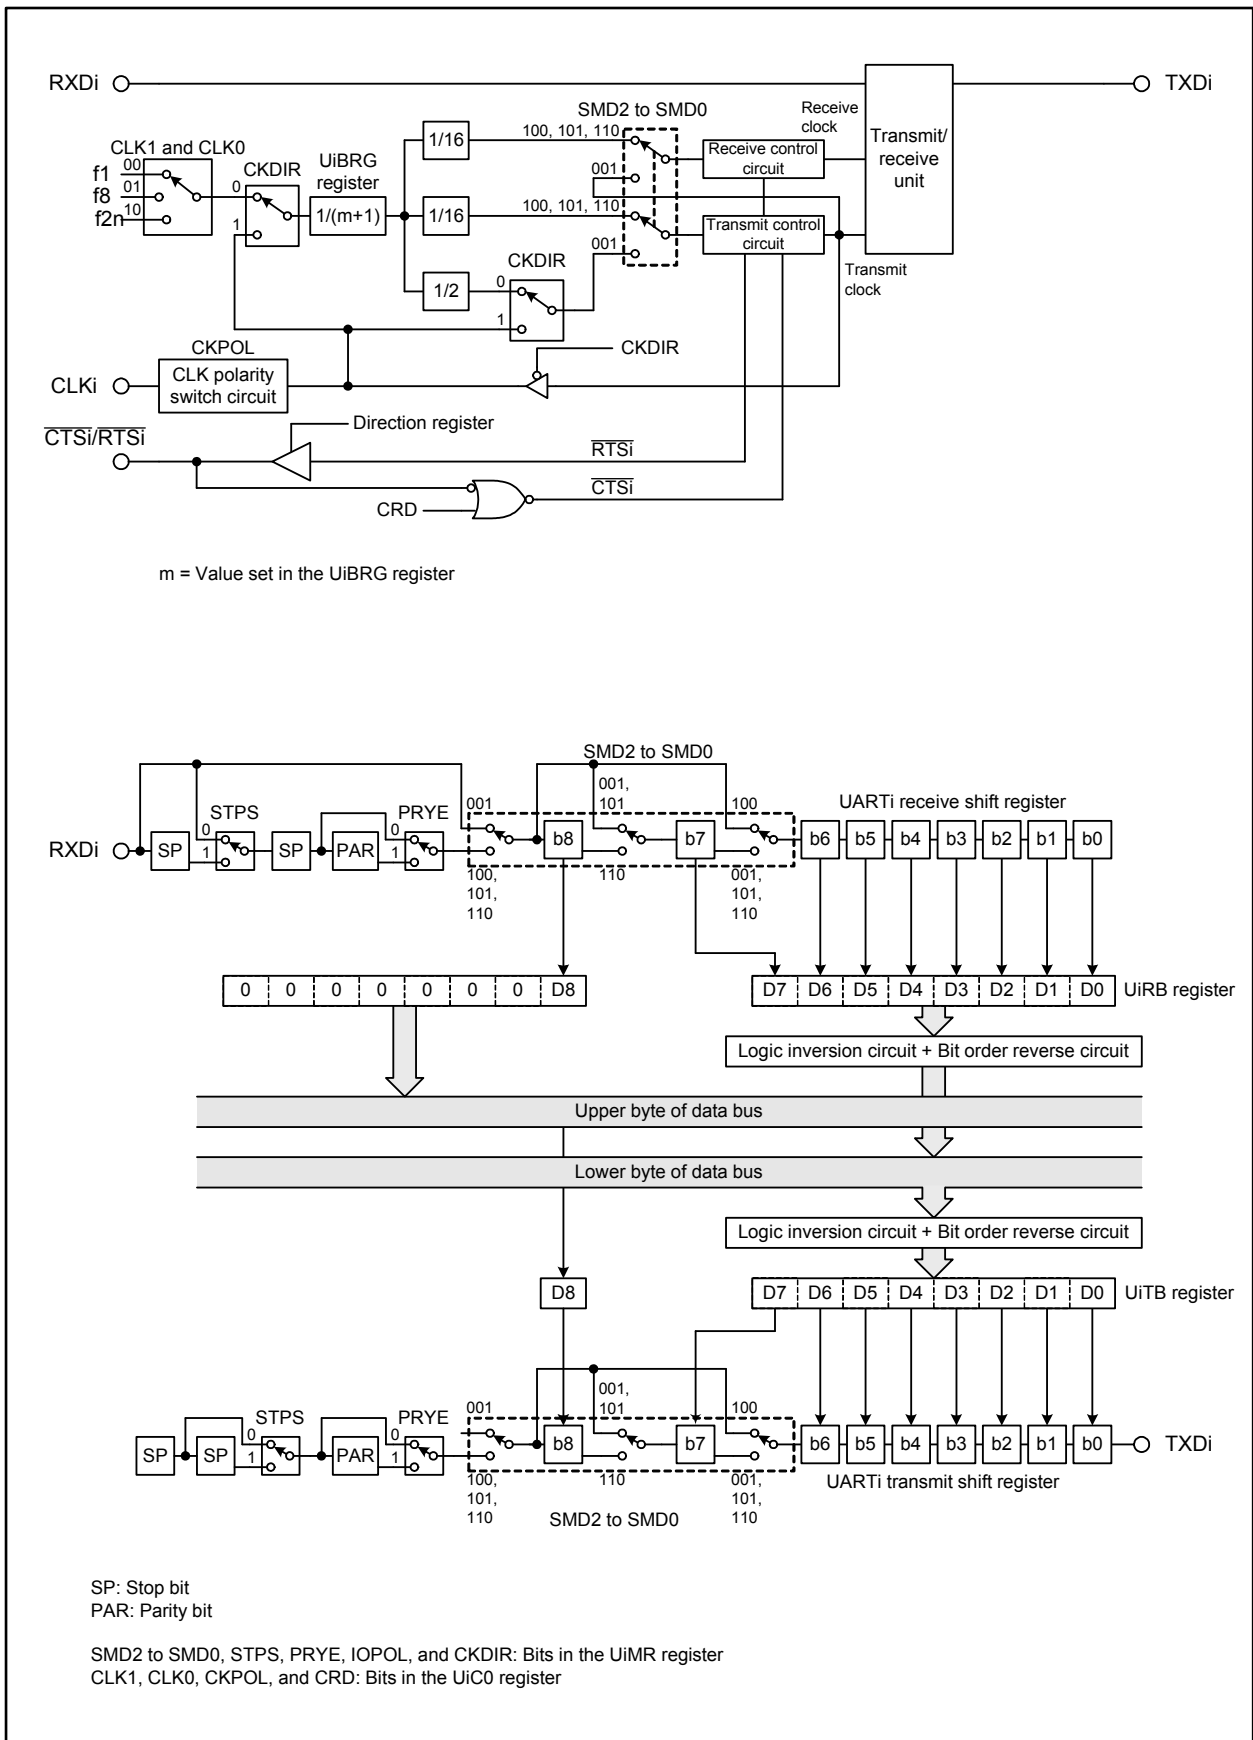 RXDi
TXDi
SMD2 to SMD0
Receive
clock
Transmit/
receive
unit
100, 101, 110
1/16
CLK1 and CLK0
00
f1
01
f8
10
f2n
CKDIR
0
1
UiBRG
register
1/(m+1)
Receive control
circuit
001
1/16
100, 101, 110
Transmit control
circuit
001
CKDIR
1/2
0
1
Transmit
clock
CKPOL
CKDIR
CLKi
CLK polarity
switch circuit
CTSi/RTSi
Direction register
RTSi
CTSi
CRD
m = Value set in the UiBRG register
SMD2 to SMD0
001
001,
101
100
UARTi receive shift register
STPS
PRYE
RXDi
SP
0
1
SP
PAR
0
1
b8
b7
b6
b5
b4
b3
b2
b1
b0
100,
101,
110
110
001,
101,
110
0 0 0 0 0 0 0 D8
D7 D6 D5 D4 D3 D2 D1 D0
UiRB register
Logic inversion circuit + Bit order reverse circuit
Upper byte of data bus
Lower byte of data bus
Logic inversion circuit + Bit order reverse circuit
D8
D7 D6 D5 D4 D3 D2 D1 D0
UiTB register
001
001,
101
100
STPS
PRYE
SP
SP
0
1
PAR
0
1
b8
b7
b6
b5
b4
b3
b2
b1
b0
TXDi
100,
101,
110
110
001,
101,
110
UARTi transmit shift register
SMD2 to SMD0
SP: Stop bit
PAR: Parity bit
SMD2 to SMD0, STPS, PRYE, IOPOL, and CKDIR: Bits in the UiMR register
CLK1, CLK0, CKPOL, and CRD: Bits in the UiC0 register